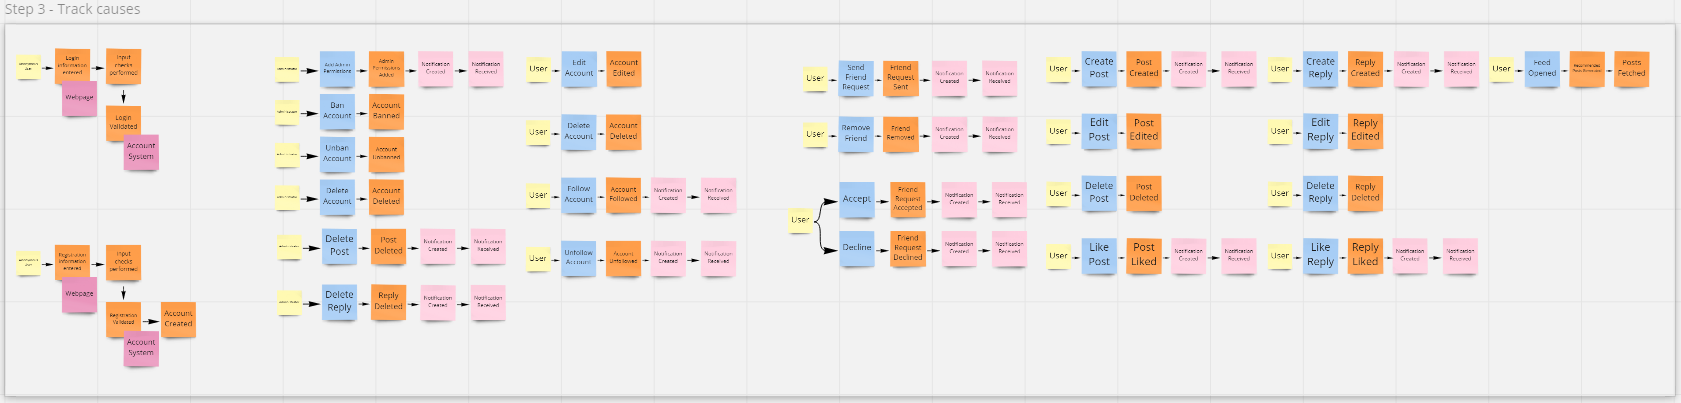 Step 3 - Track causes
Login
information
entered
Input
checks
performed
Webpage
Login
Validated
Account
System
Registration
information
entered
Input
checks
performed
Webpage
Registration
Validated
Account
Created
Account
System
Add Admin
Permissions
Admin
Permissions
Added
Notification
Created
Notification
Received
Ban
Account
Account
Banned
Unban
Account
Account
Unbanned
Delete
Account
Account
Deleted
Delete
Post
Post
Deleted
Notification
Created
Notification
Received
Delete
Reply
Reply
Deleted
Notification
Created
Notification
Received
User
Edit
Account
Account
Edited
User
Delete
Account
Account
Deleted
User
Follow
Account
Account
Followed
Notification
Created
Notification
Received
User
Unfollow
Account
Account
Unfollowed
Notification
Created
Notification
Received
User
Send
Friend
Request
Friend
Request
Sent
Notification
Created
Notification
Received
User
Remove
Friend
Friend
Removed
Notification
Created
Notification
Received
User
Accept
Friend
Request
Accepted
Notification
Created
Notification
Received
Decline
Friend
Request
Declined
Notification
Created
Notification
Received
User
Create
Post
Post
Created
Notification
Created
Notification
Received
User
Edit
Post
Post
Edited
User
Delete
Post
Post
Deleted
User
Like
Post
Post
Liked
Notification
Created
Notification
Received
User
Create
Reply
Reply
Created
Notification
Created
Notification
Received
User
Edit
Reply
Reply
Edited
User
Delete
Reply
Reply
Deleted
User
Like
Reply
Reply
Liked
Notification
Created
Notification
Received
User
Feed
Opened
Posts
Fetched